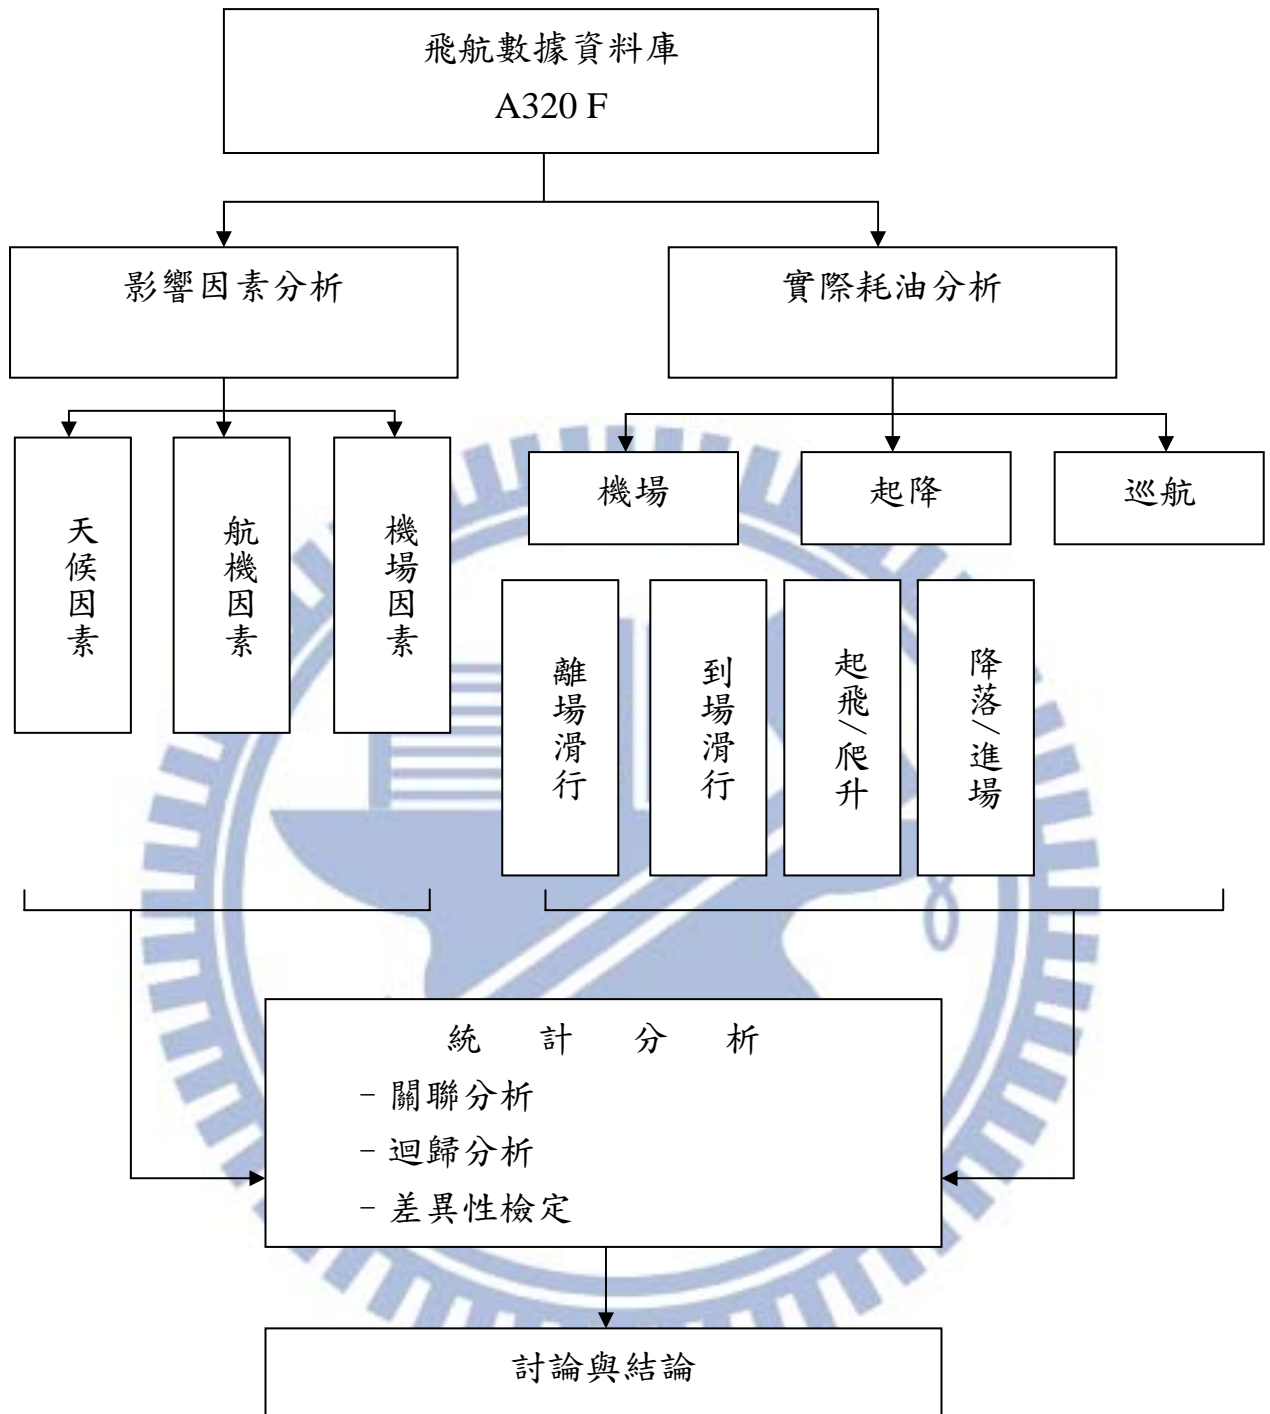 飛航數據資料庫
A320 F
影響因素分析
實際耗油分析
天候因素
航機因素
機場因素
機場
起降
巡航
離場滑行
到場滑行
起飛/爬升
降落/進場
統 計 分 析
- 關聯分析
- 迴歸分析
- 差異性檢定
討論與結論